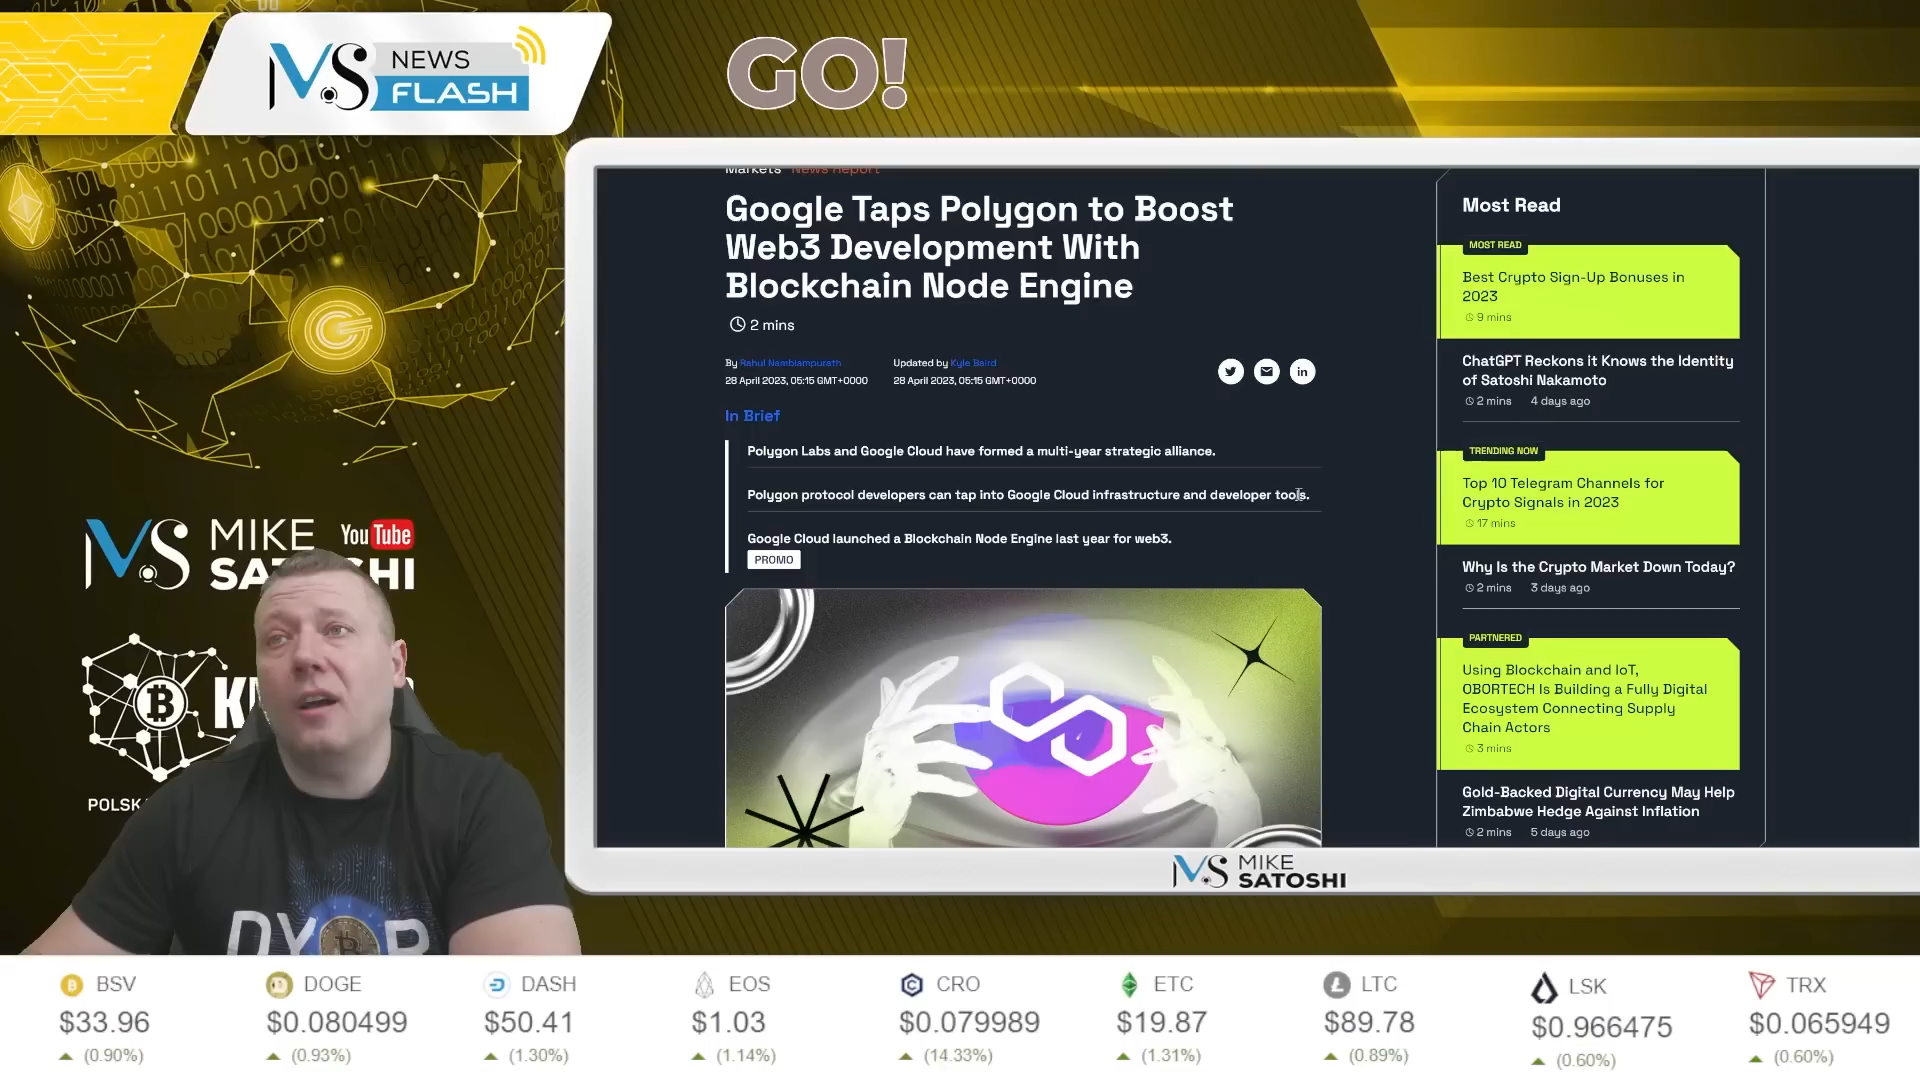 MS NEWS
FLASH
GO!
Markets News Report
Google Taps Polygon to Boost
Web3 Development With
Blockchain Node Engine
2 mins
By Rahul Nambiampurath
28 April 2023, 05:15 GMT+0000
Updated by Kyle Baird
28 April 2023, 05:15 GMT+0000
in
In Brief
Polygon Labs and Google Cloud have formed a multi-year strategic alliance.
Polygon protocol developers can tap into Google Cloud infrastructure and developer tools.
Google Cloud launched a Blockchain Node Engine last year for web3.
PROMO
Most Read
MOST READ
Best Crypto Sign-Up Bonuses in
2023
9 mins
ChatGPT Reckons it Knows the Identity
of Satoshi Nakamoto
2 mins 4 days ago
TRENDING NOW
Top 10 Telegram Channels for
Crypto Signals in 2023
17 mins
Why Is the Crypto Market Down Today?
2 mins 3 days ago
PARTNERED
Using Blockchain and IoT,
OBORTECH Is Building a Fully Digital
Ecosystem Connecting Supply
Chain Actors
3 mins
Gold-Backed Digital Currency May Help
Zimbabwe Hedge Against Inflation
2 mins 5 days ago
MS MIKE
SATOSHI
MS MIKE YouTube
POLSKA
BSV
$33.96
(0.90%)
DOGE
$0.080499
(0.93%)
DASH
$50.41
(1.30%)
EOS
$1.03
(1.14%)
CRO
$0.079989
(14.33%)
ETC
$19.87
(1.31%)
LTC
$89.78
(0.89%)
LSK
$0.966475
(0.60%)
TRX
$0.065949
(0.60%)